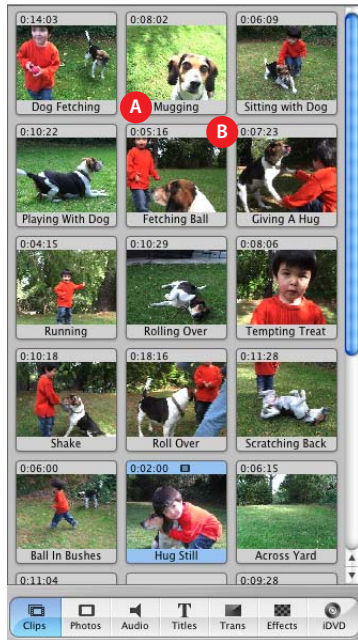 0:14:03 0:08:02 0:06:09
Dog Fetching A Mugging Sitting with Dog
0:10:22 0:05:16 B 0:07:23
Playing With Dog Fetching Ball Giving A Hug
0:04:15 0:10:29 0:08:06
Running Rolling Over Tempting Treat
0:10:18 0:18:16 0:11:28
Shake Roll Over Scratching Back
0:06:00 0:02:00 0:06:15
Ball In Bushes Hug Still Across Yard
0:11:04 0:09:28
Clips Photos Audio T Titles Trans Effects iDVD